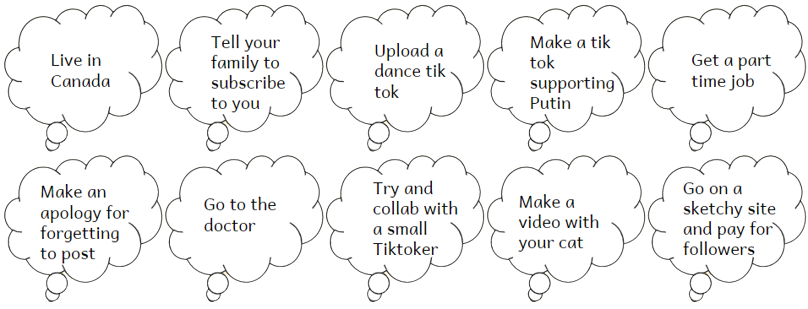 Live in
Canada
Tell your
family to
subscribe
to you
Upload a
dance tik
tok
Make a tik
tok
supporting
Putin
Get a part
time job
Make an
apology for
forgetting
to post
Go to the
doctor
Try and
collab with
a small
Tiktoker
Make a
video with
your cat
Go on a
sketchy site
and pay for
followers